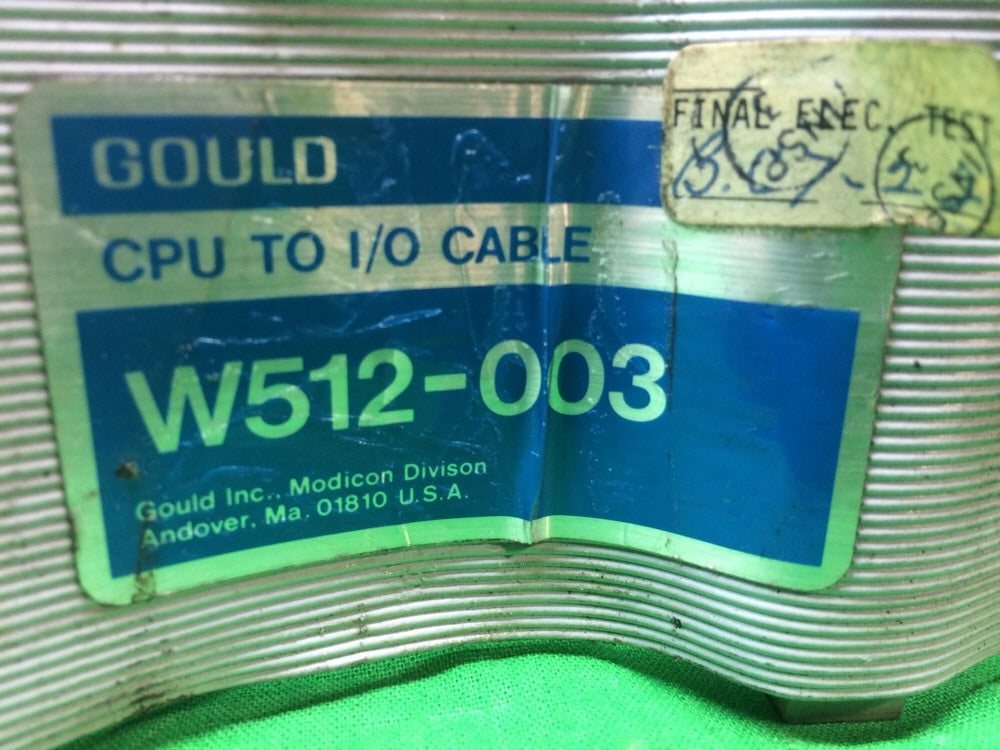 GOULD
FINAL ELEC. TEST
CPU TO I/O CABLE
W512-003
Gould Inc., Modicon Divison
Andover, Ma. 01810 U.S.A.